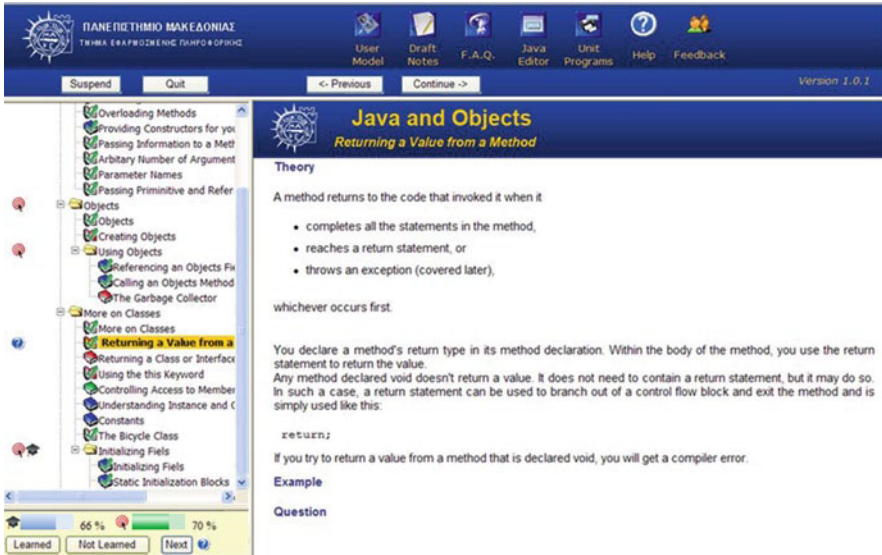 ΠΑΝΕΠΙΣΤΗΜΙΟ ΜΑΚΕΔΟΝΙΑΣ
ΤΜΗΜΑ ΕΦΑΡΜΟΣΜΕΝΗΣ ΠΛΗΡΟΦΟΡΙΚΗΣ
User Model
Draft Notes
F.A.Q.
Java Editor
Unit Programs
Help
Feedback
Suspend
Quit
<- Previous
Continue ->
Version 1.0.1
Overloading Methods
Providing Constructors for you
Passing Information to a Meth
Arbitary Number of Argument
Parameter Names
Passing Priminitive and Refer
Objects
Objects
Creating Objects
Using Objects
Referencing an Objects Fie
Calling an Objects Method
The Garbage Collector
More on Classes
More on Classes
Returning a Value from a
Returning a Class or Interface
Using the this Keyword
Controlling Access to Member
Understanding Instance and C
Constants
The Bicycle Class
Initializing Fiels
Initializing Fiels
Static Initialization Blocks
66 %
70 %
Learned
Not Learned
Next
Java and Objects
Returning a Value from a Method
Theory
A method returns to the code that invoked it when it
• completes all the statements in the method,
• reaches a return statement, or
• throws an exception (covered later),
whichever occurs first.
You declare a method's return type in its method declaration. Within the body of the method, you use the return
statement to return the value.
Any method declared void doesn't return a value. It does not need to contain a return statement, but it may do so.
In such a case, a return statement can be used to branch out of a control flow block and exit the method and is
simply used like this:
return;
If you try to return a value from a method that is declared void, you will get a compiler error.
Example
Question